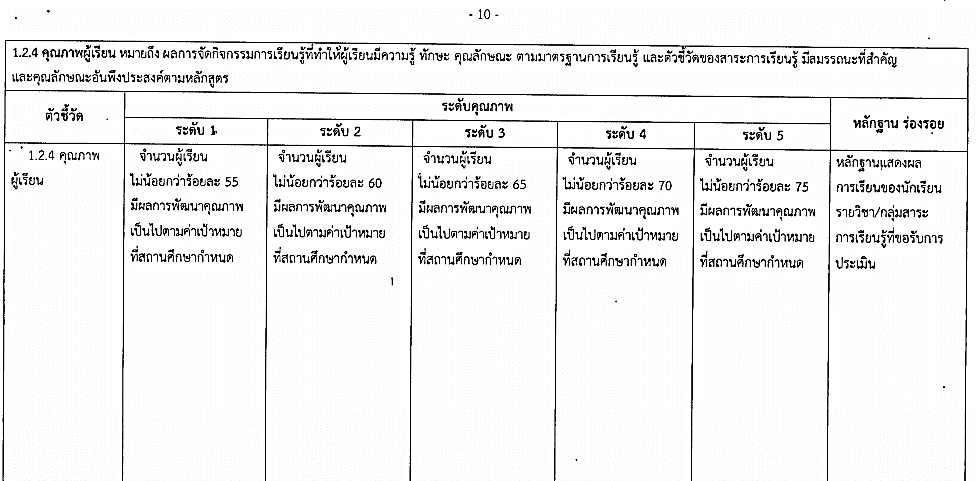 - 10 -
1.2.4 คุณภาพผู้เรียน หมายถึง ผลการจัดกิจกรรมการเรียนรู้ที่ทำให้ผู้เรียนมีความรู้ ทักษะ คุณลักษณะ ตามมาตรฐานการเรียนรู้ และตัวชี้วัดของสาระการเรียนรู้ มีสมรรถนะที่สำคัญ
และคุณลักษณะอันพึงประสงค์ตามหลักสูตร
ตัวชี้วัด
ระดับคุณภาพ
หลักฐาน ร่องรอย
ระดับ 1
ระดับ 2
ระดับ 3
ระดับ 4
ระดับ 5
1.2.4 คุณภาพ
ผู้เรียน
จำนวนผู้เรียน
ไม่น้อยกว่าร้อยละ 55
มีผลการพัฒนาคุณภาพ
เป็นไปตามค่าเป้าหมาย
ที่สถานศึกษากำหนด
จำนวนผู้เรียน
ไม่น้อยกว่าร้อยละ 60
มีผลการพัฒนาคุณภาพ
เป็นไปตามค่าเป้าหมาย
ที่สถานศึกษากำหนด
จำนวนผู้เรียน
ไม่น้อยกว่าร้อยละ 65
มีผลการพัฒนาคุณภาพ
เป็นไปตามค่าเป้าหมาย
ที่สถานศึกษากำหนด
จำนวนผู้เรียน
ไม่น้อยกว่าร้อยละ 70
มีผลการพัฒนาคุณภาพ
เป็นไปตามค่าเป้าหมาย
ที่สถานศึกษากำหนด
จำนวนผู้เรียน
ไม่น้อยกว่าร้อยละ 75
มีผลการพัฒนาคุณภาพ
เป็นไปตามค่าเป้าหมาย
ที่สถานศึกษากำหนด
หลักฐานแสดงผล
การเรียนของนักเรียน
รายวิชา/กลุ่มสาระ
การเรียนรู้ที่ขอรับการ
ประเมิน